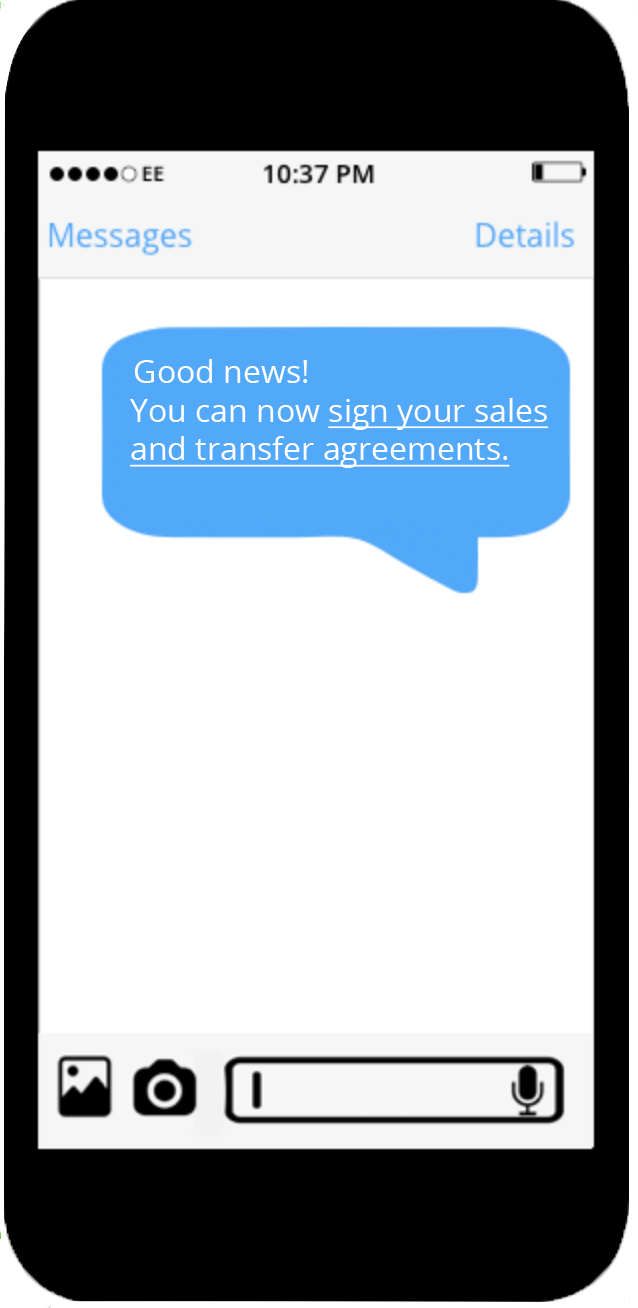 EE 10:37 PM
Messages Details
Good news!
You can now sign your sales
and transfer agreements.